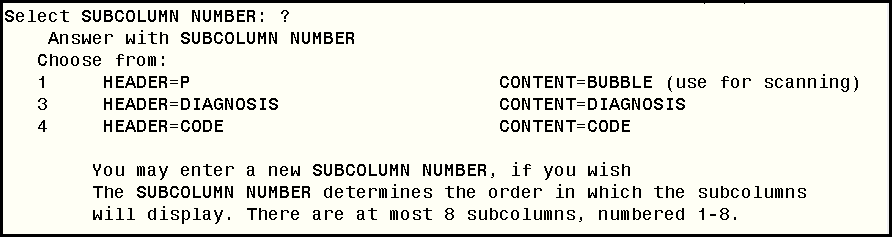 Select SUBCOLUMN NUMBER: ?
Answer with SUBCOLUMN NUMBER
Choose from:
1 HEADER=P CONTENT=BUBBLE (use for scanning)
3 HEADER=DIAGNOSIS CONTENT=DIAGNOSIS
4 HEADER=CODE CONTENT=CODE
You may enter a new SUBCOLUMN NUMBER, if you wish
The SUBCOLUMN NUMBER determines the order in which the subcolumns
will display. There are at most 8 subcolumns, numbered 1-8.